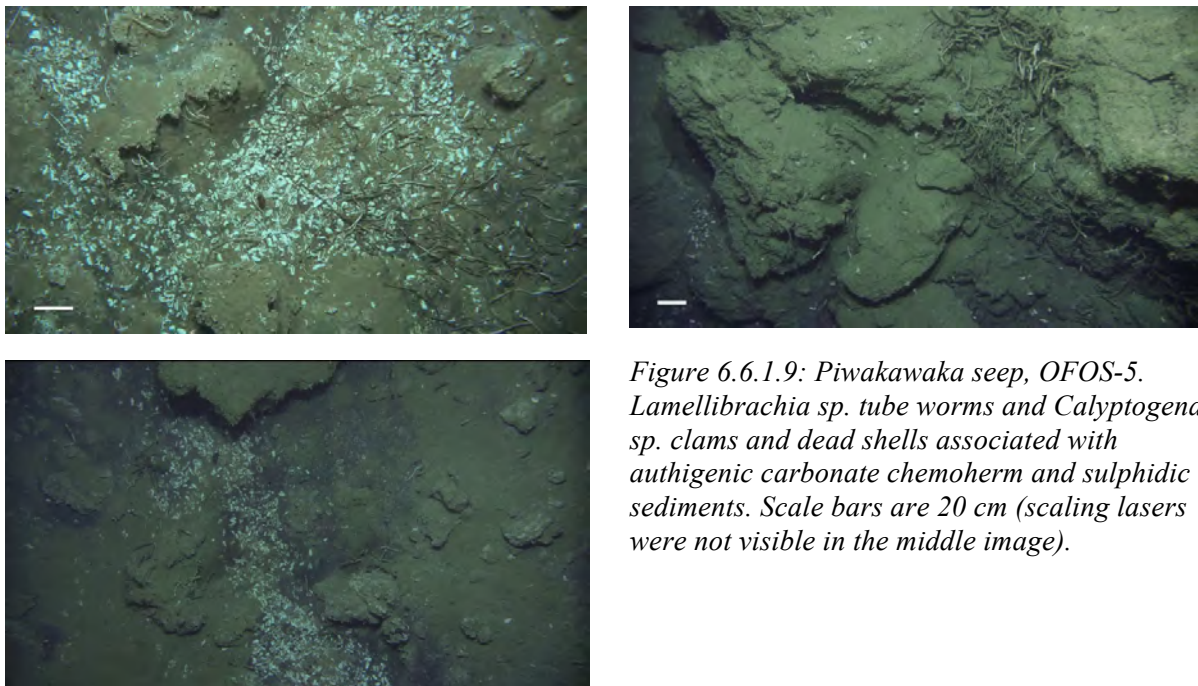 Figure 6.6.1.9: Piwakawaka seep, OFOS-5.
Lamellibrachia sp. tube worms and Calyptogena
sp. clams and dead shells associated with
authigenic carbonate chemoherm and sulphidic
sediments. Scale bars are 20 cm (scaling lasers
were not visible in the middle image).